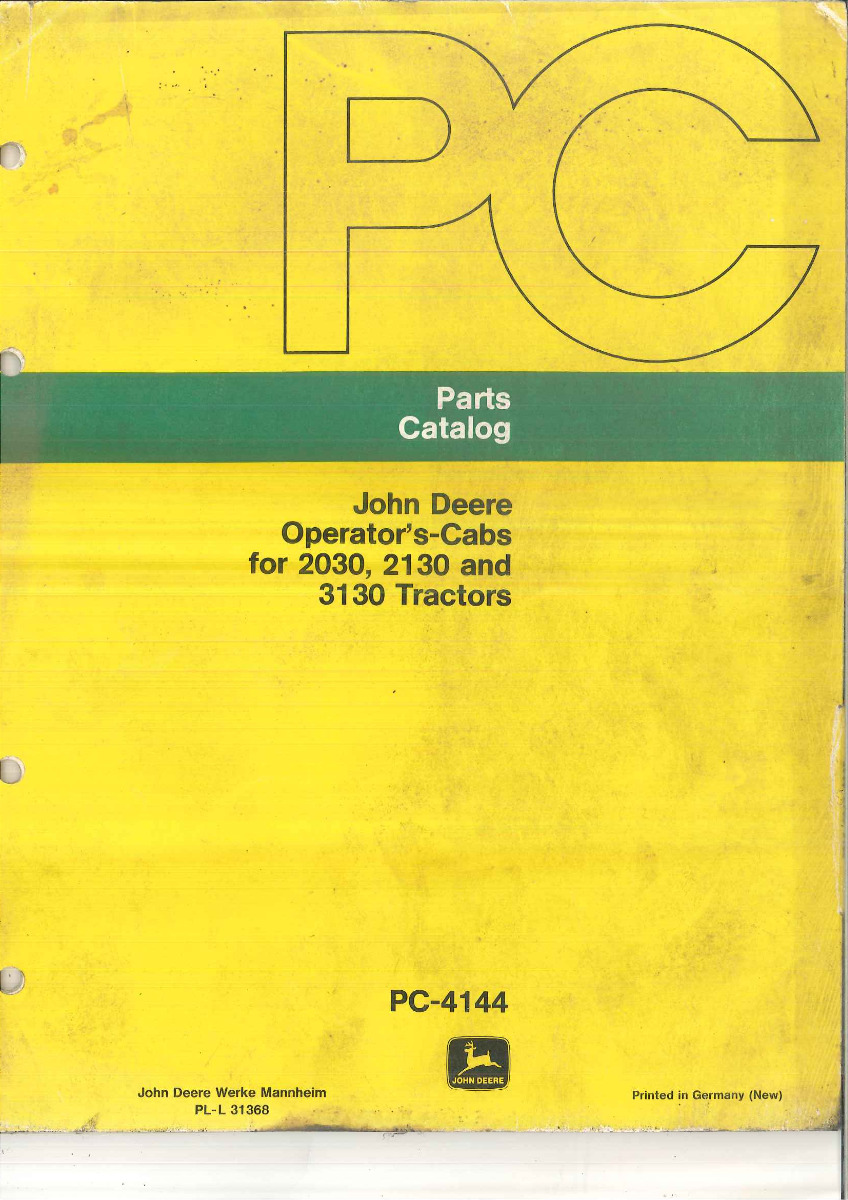 PC
Parts
Catalog
John Deere
Operator's-Cabs
for 2030, 2130 and
3130 Tractors
PC-4144
JOHN DEERE
John Deere Werke Mannheim
PL-L 31368
Printed in Germany (New)